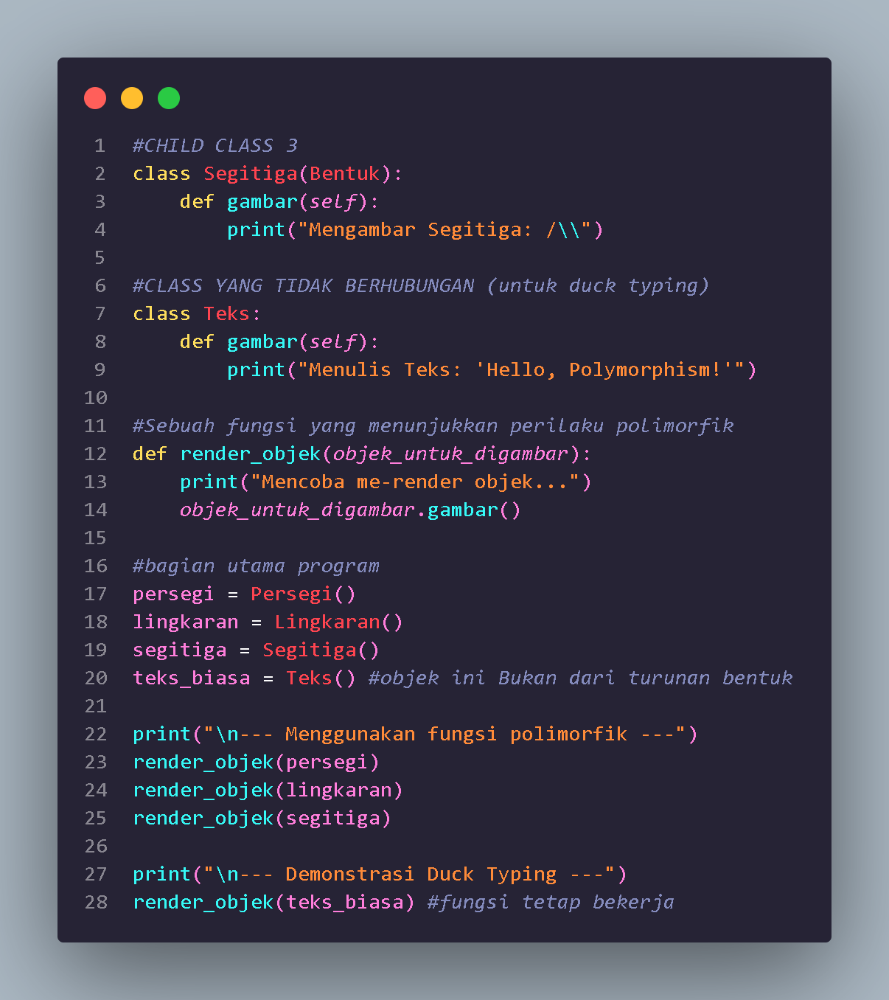 1 #CHILD CLASS 3
2 class Segitiga(Bentuk):
3     def gambar(self):
4         print("Mengambar Segitiga: /\\")
5
6 #CLASS YANG TIDAK BERHUBUNGAN (untuk duck typing)
7 class Teks:
8     def gambar(self):
9         print("Menulis Teks: 'Hello, Polymorphism!'")
10
11 #Sebuah fungsi yang menunjukkan perilaku polimorfik
12 def render_objek(objek_untuk_digambar):
13     print("Mencoba me-render objek...")
14     objek_untuk_digambar.gambar()
15
16 #bagian utama program
17 persegi = Persegi()
18 lingkaran = Lingkaran()
19 segitiga = Segitiga()
20 teks_biasa = Teks() #objek ini Bukan dari turunan bentuk
21
22 print("\n--- Menggunakan fungsi polimorfik ---")
23 render_objek(persegi)
24 render_objek(lingkaran)
25 render_objek(segitiga)
26
27 print("\n--- Demonstrasi Duck Typing ---")
28 render_objek(teks_biasa) #fungsi tetap bekerja